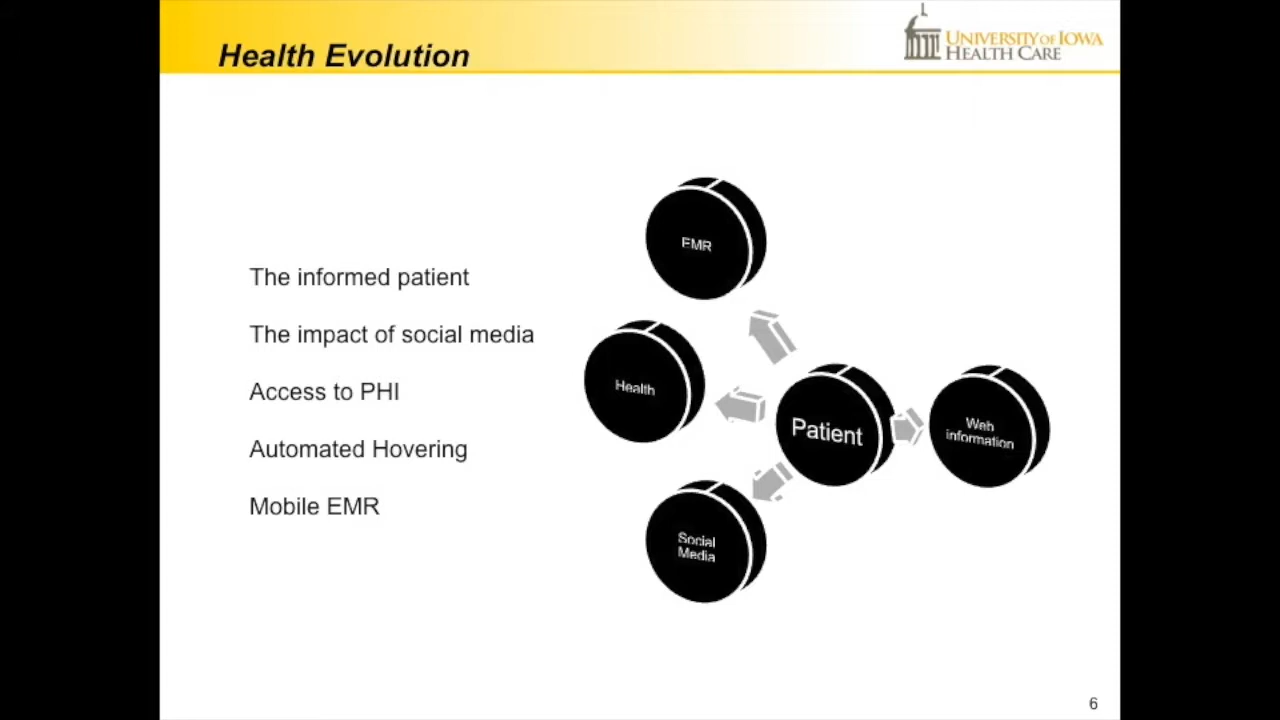 Health Evolution
UNIVERSITY OF IOWA
HEALTH CARE
The informed patient
The impact of social media
Access to PHI
Automated Hovering
Mobile EMR
EMR
Health
Patient
Web
information
Social
Media
6